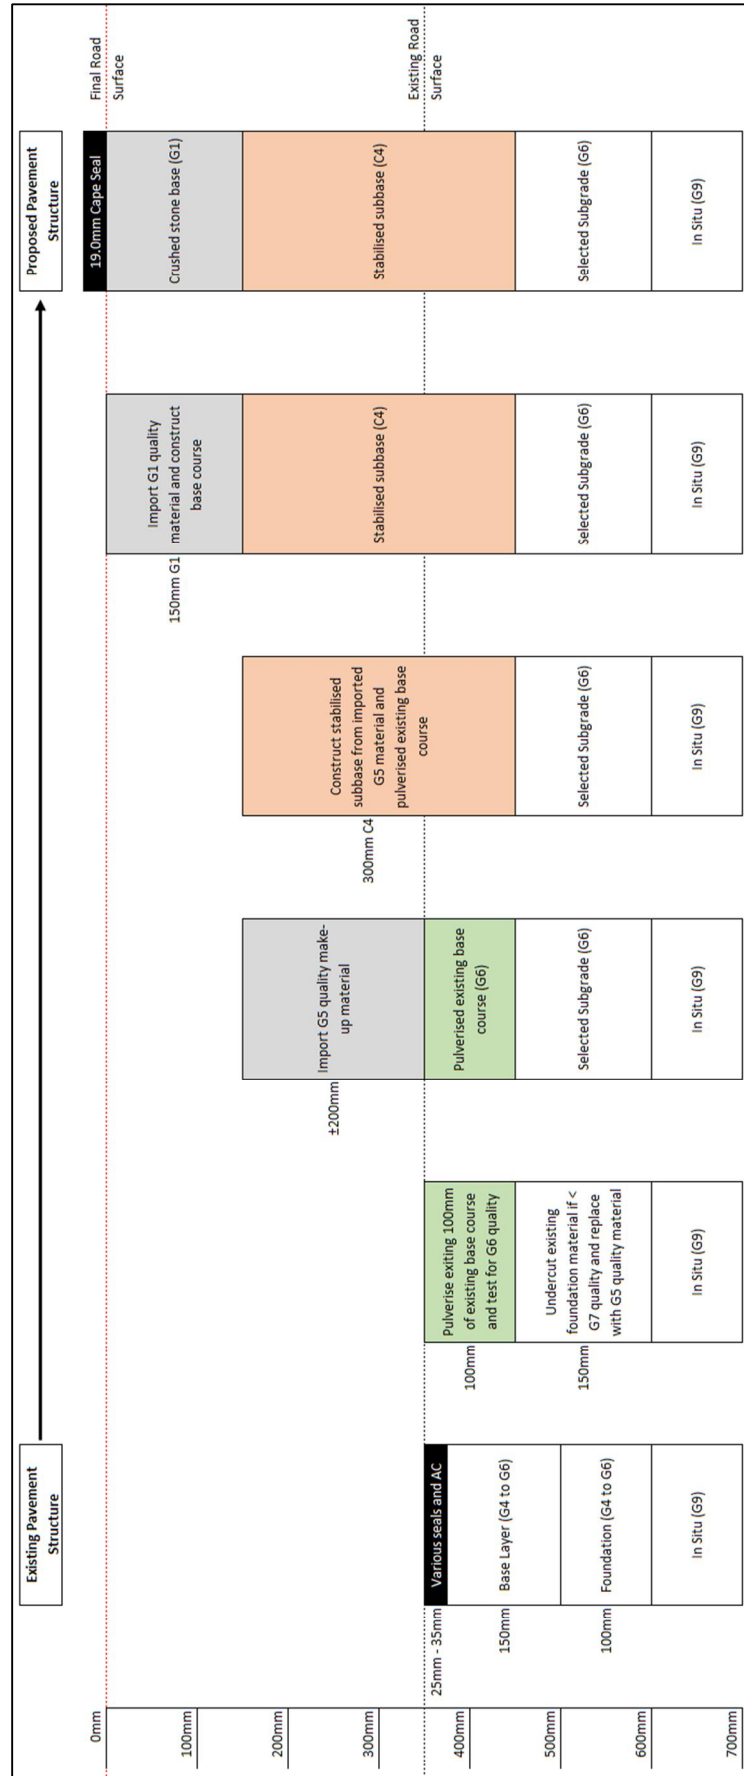 Existing Pavement
Structure
Proposed Pavement
Structure
0mm
100mm
200mm
300mm
400mm
500mm
600mm
700mm
25mm - 35mm
150mm
100mm
Various seals and AC
Base Layer (G4 to G6)
Foundation (G4 to G6)
In Situ (G9)
100mm
150mm
Pulverise exiting 100mm
of existing base course
and test for G6 quality
Undercut existing
foundation material if <
G7 quality and replace
with G5 quality material
In Situ (G9)
±200mm
Import G5 quality make-
up material
Pulverised existing base
course (G6)
Selected Subgrade (G6)
In Situ (G9)
300mm C4
Construct stabilised
subbase from imported
G5 material and
pulverised existing base
course
Selected Subgrade (G6)
In Situ (G9)
150mm G1
Import G1 quality
material and construct
base course
Stabilised subbase (C4)
Selected Subgrade (G6)
In Situ (G9)
19.0mm Cape Seal
Crushed stone base (G1)
Stabilised subbase (C4)
Selected Subgrade (G6)
In Situ (G9)
Final Road
Surface
Existing Road
Surface